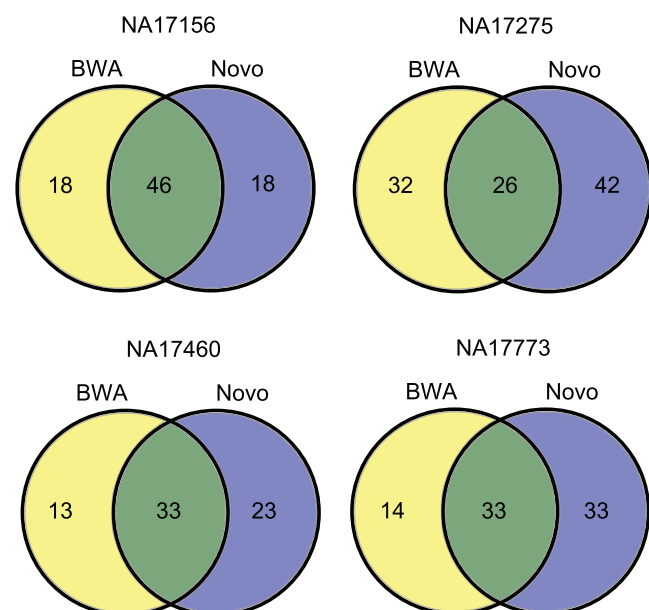 NA17156
BWA Novo
18 46 18
NA17275
BWA Novo
32 26 42
NA17460
BWA Novo
13 33 23
NA17773
BWA Novo
14 33 33